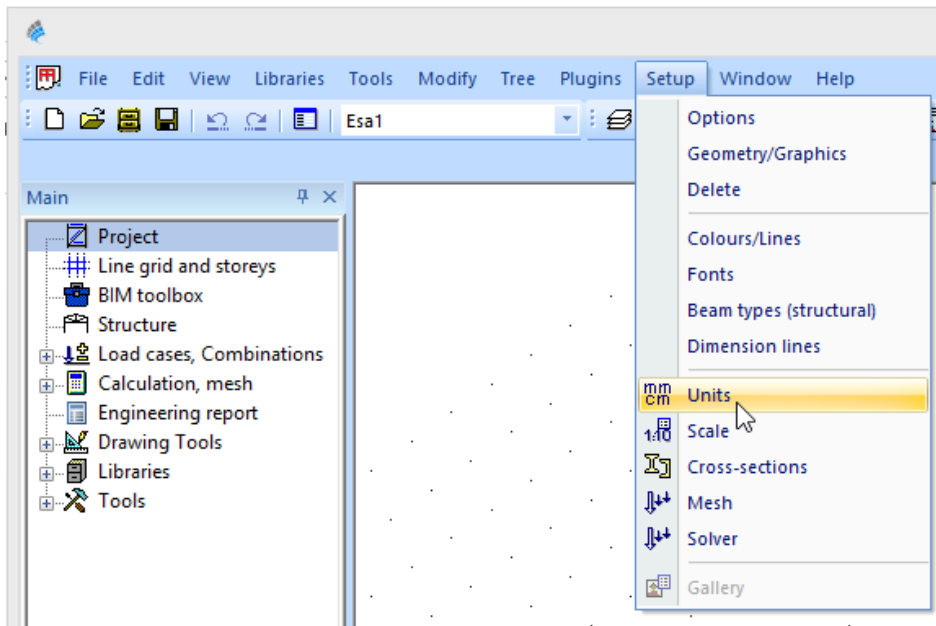 File Edit View Libraries Tools Modify Tree Plugins Setup Window Help
Esa1
Main
Project
Line grid and storeys
BIM toolbox
Structure
Load cases, Combinations
Calculation, mesh
Engineering report
Drawing Tools
Libraries
Tools
Options
Geometry/Graphics
Delete
Colours/Lines
Fonts
Beam types (structural)
Dimension lines
mm
cm
Units
1:10
Scale
Cross-sections
Mesh
Solver
Gallery